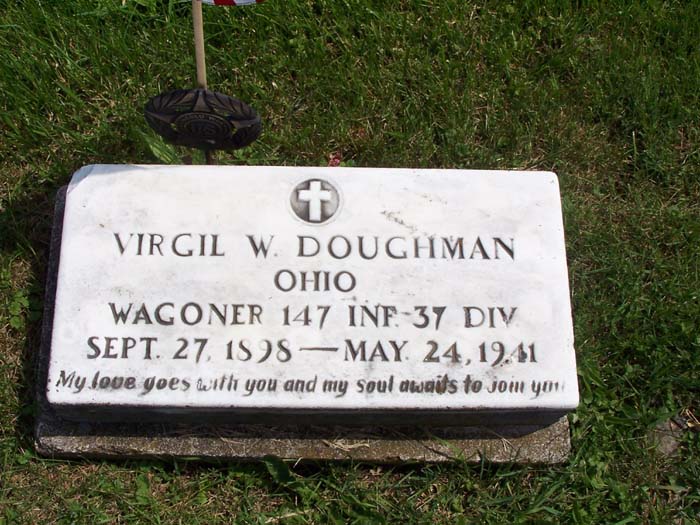 VIRGIL W. DOUGHMAN
OHIO
WAGONER 147 INF. 37 DIV.
SEPT. 27, 1898 — MAY. 24, 1941
My love goes with you and my soul awaits to join you